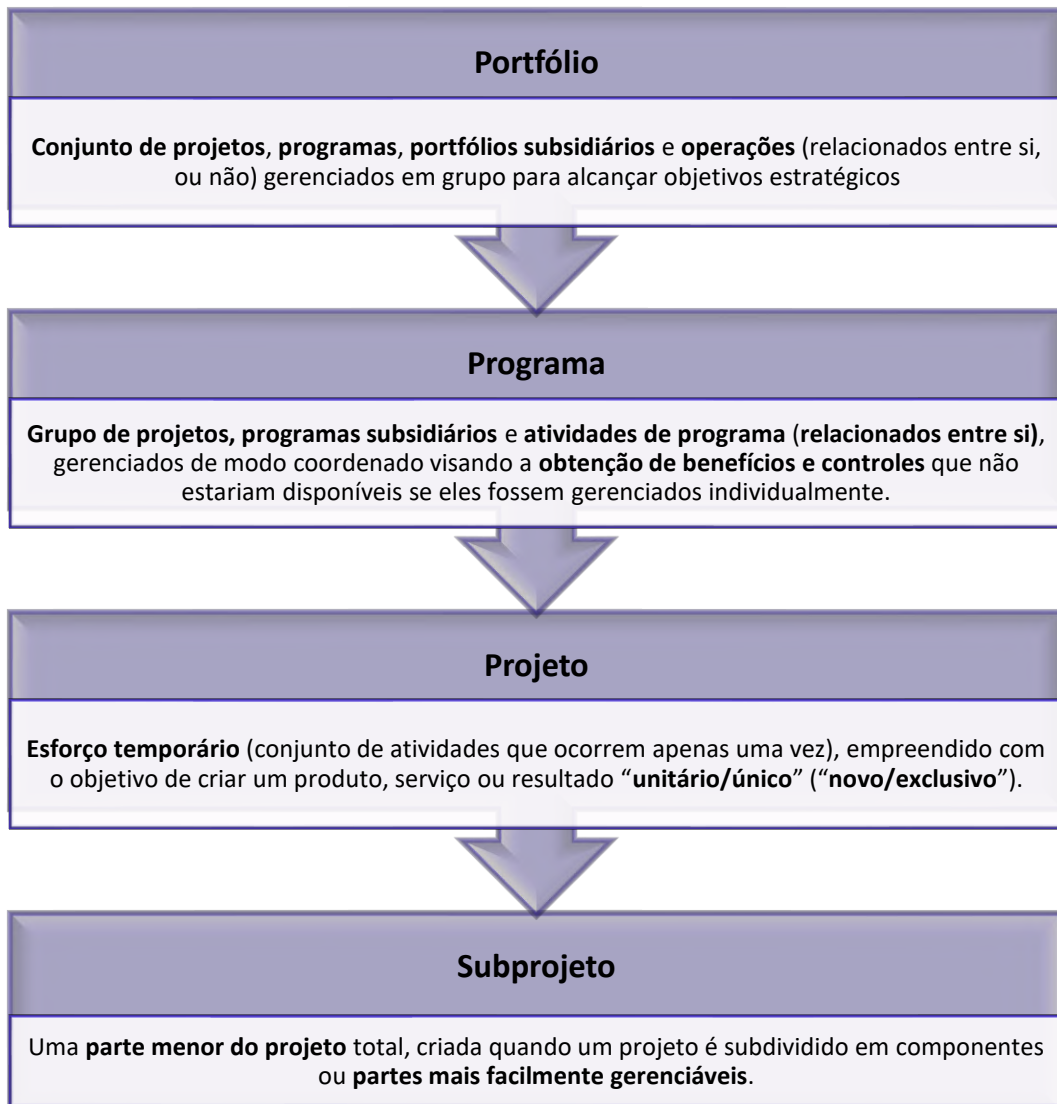 Portfólio
Conjunto de projetos, programas, portfólios subsidiários e operações (relacionados entre si,
ou não) gerenciados em grupo para alcançar objetivos estratégicos
Programa
Grupo de projetos, programas subsidiários e atividades de programa (relacionados entre si),
gerenciados de modo coordenado visando a obtenção de benefícios e controles que não
estariam disponíveis se eles fossem gerenciados individualmente.
Projeto
Esforço temporário (conjunto de atividades que ocorrem apenas uma vez), empreendido com
o objetivo de criar um produto, serviço ou resultado “unitário/único” (“novo/exclusivo”).
Subprojeto
Uma parte menor do projeto total, criada quando um projeto é subdividido em componentes
ou partes mais facilmente gerenciáveis.